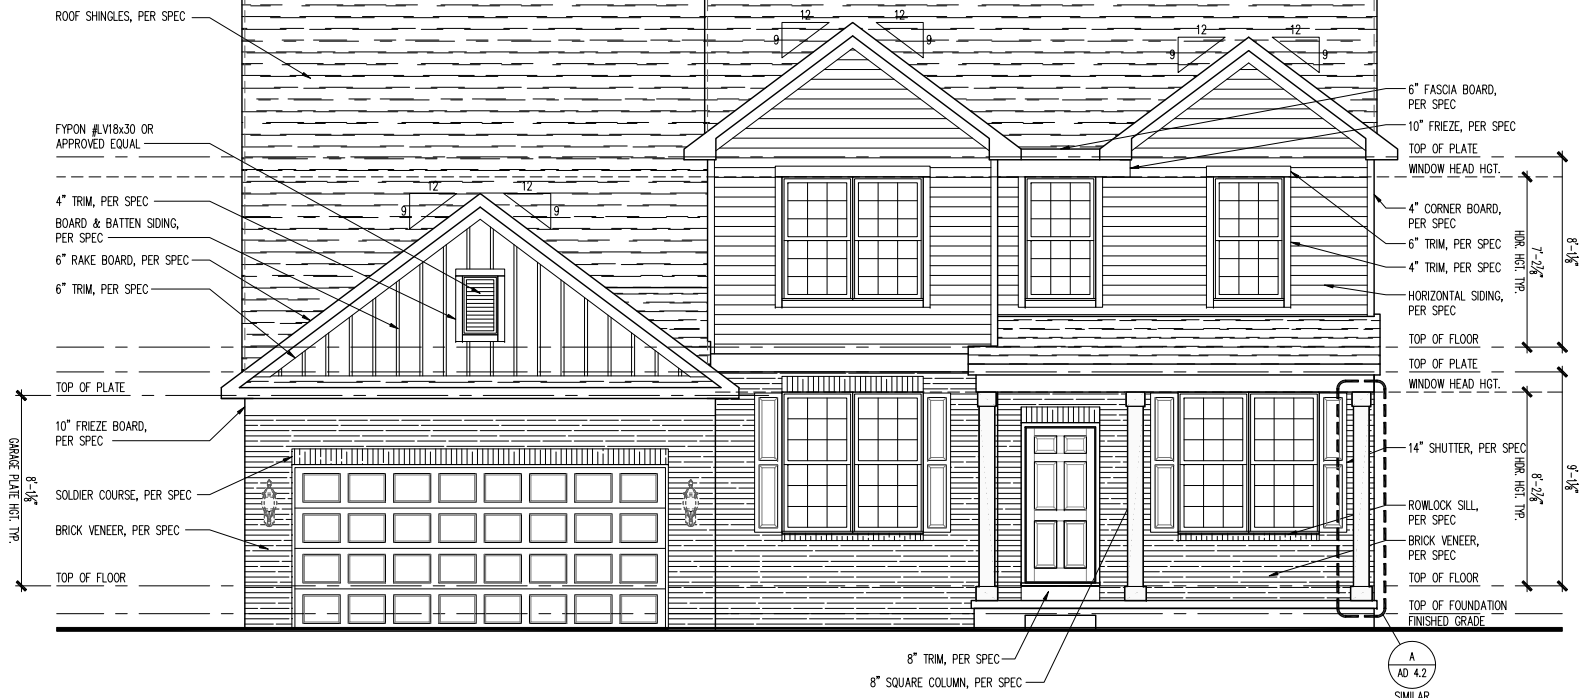 ROOF SHINGLES, PER SPEC
FYPON #LV18x30 OR
APPROVED EQUAL
4" TRIM, PER SPEC
BOARD & BATTEN SIDING,
PER SPEC
6" RAKE BOARD, PER SPEC
6" TRIM, PER SPEC
TOP OF PLATE
10" FRIEZE BOARD,
PER SPEC
SOLDIER COURSE, PER SPEC
BRICK VENEER, PER SPEC
TOP OF FLOOR
GARAGE PLATE HGT. TYP.
8'-1⅛"
12
9
12
9
12
9
12
9
12
9
12
9
6" FASCIA BOARD,
PER SPEC
10" FRIEZE, PER SPEC
TOP OF PLATE
WINDOW HEAD HGT.
4" CORNER BOARD,
PER SPEC
6" TRIM, PER SPEC
4" TRIM, PER SPEC
HORIZONTAL SIDING,
PER SPEC
TOP OF FLOOR
TOP OF PLATE
WINDOW HEAD HGT.
14" SHUTTER, PER SPEC
ROWLOCK SILL,
PER SPEC
BRICK VENEER,
PER SPEC
TOP OF FLOOR
TOP OF FOUNDATION
FINISHED GRADE
HDR. HGT. TYP.
7'-2⅞"
8'-1⅛"
HDR. HGT. TYP.
8'-2⅞"
9'-1⅛"
8" TRIM, PER SPEC
8" SQUARE COLUMN, PER SPEC
A
AD 4.2
SIMILAR